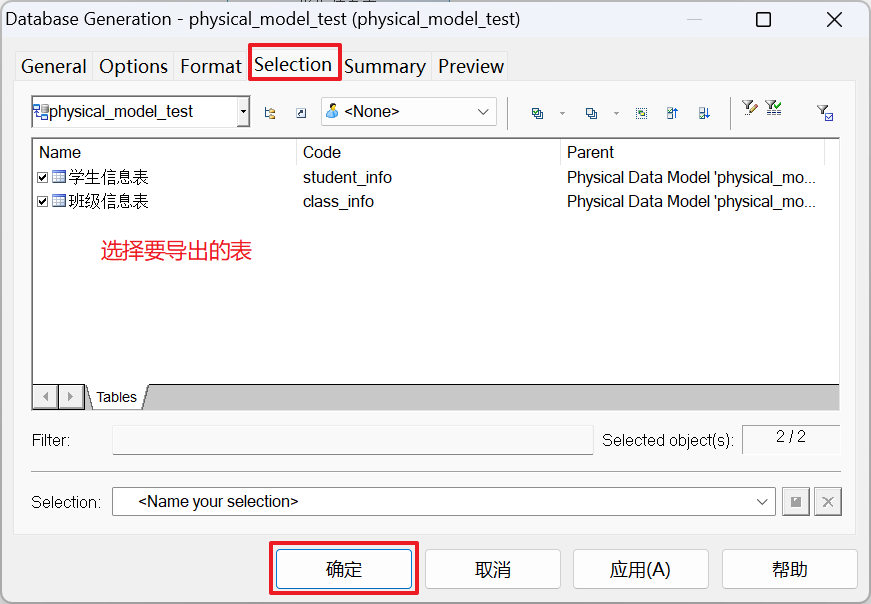 Database Generation - physical_model_test (physical_model_test)
General Options Format Selection Summary Preview
physical_model_test <None>
Name Code Parent
学生信息表 student_info Physical Data Model 'physical_mo...
班级信息表 class_info Physical Data Model 'physical_mo...
选择要导出的表
Tables
Filter: Selected object(s): 2 / 2
Selection: <Name your selection>
确定 取消 应用(A) 帮助